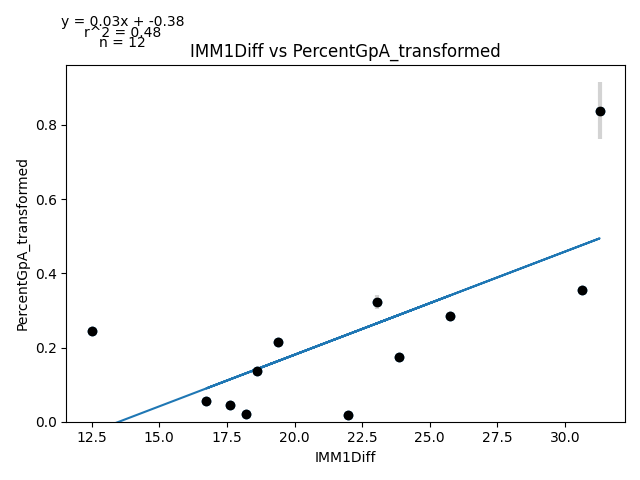 y = 0.03x + -0.38
r^2 = 0.48
n = 12
IMM1Diff vs PercentGpA_transformed
PercentGpA_transformed
0.8
0.6
0.4
0.2
0.0
12.5 15.0 17.5 20.0 22.5 25.0 27.5 30.0
IMM1Diff